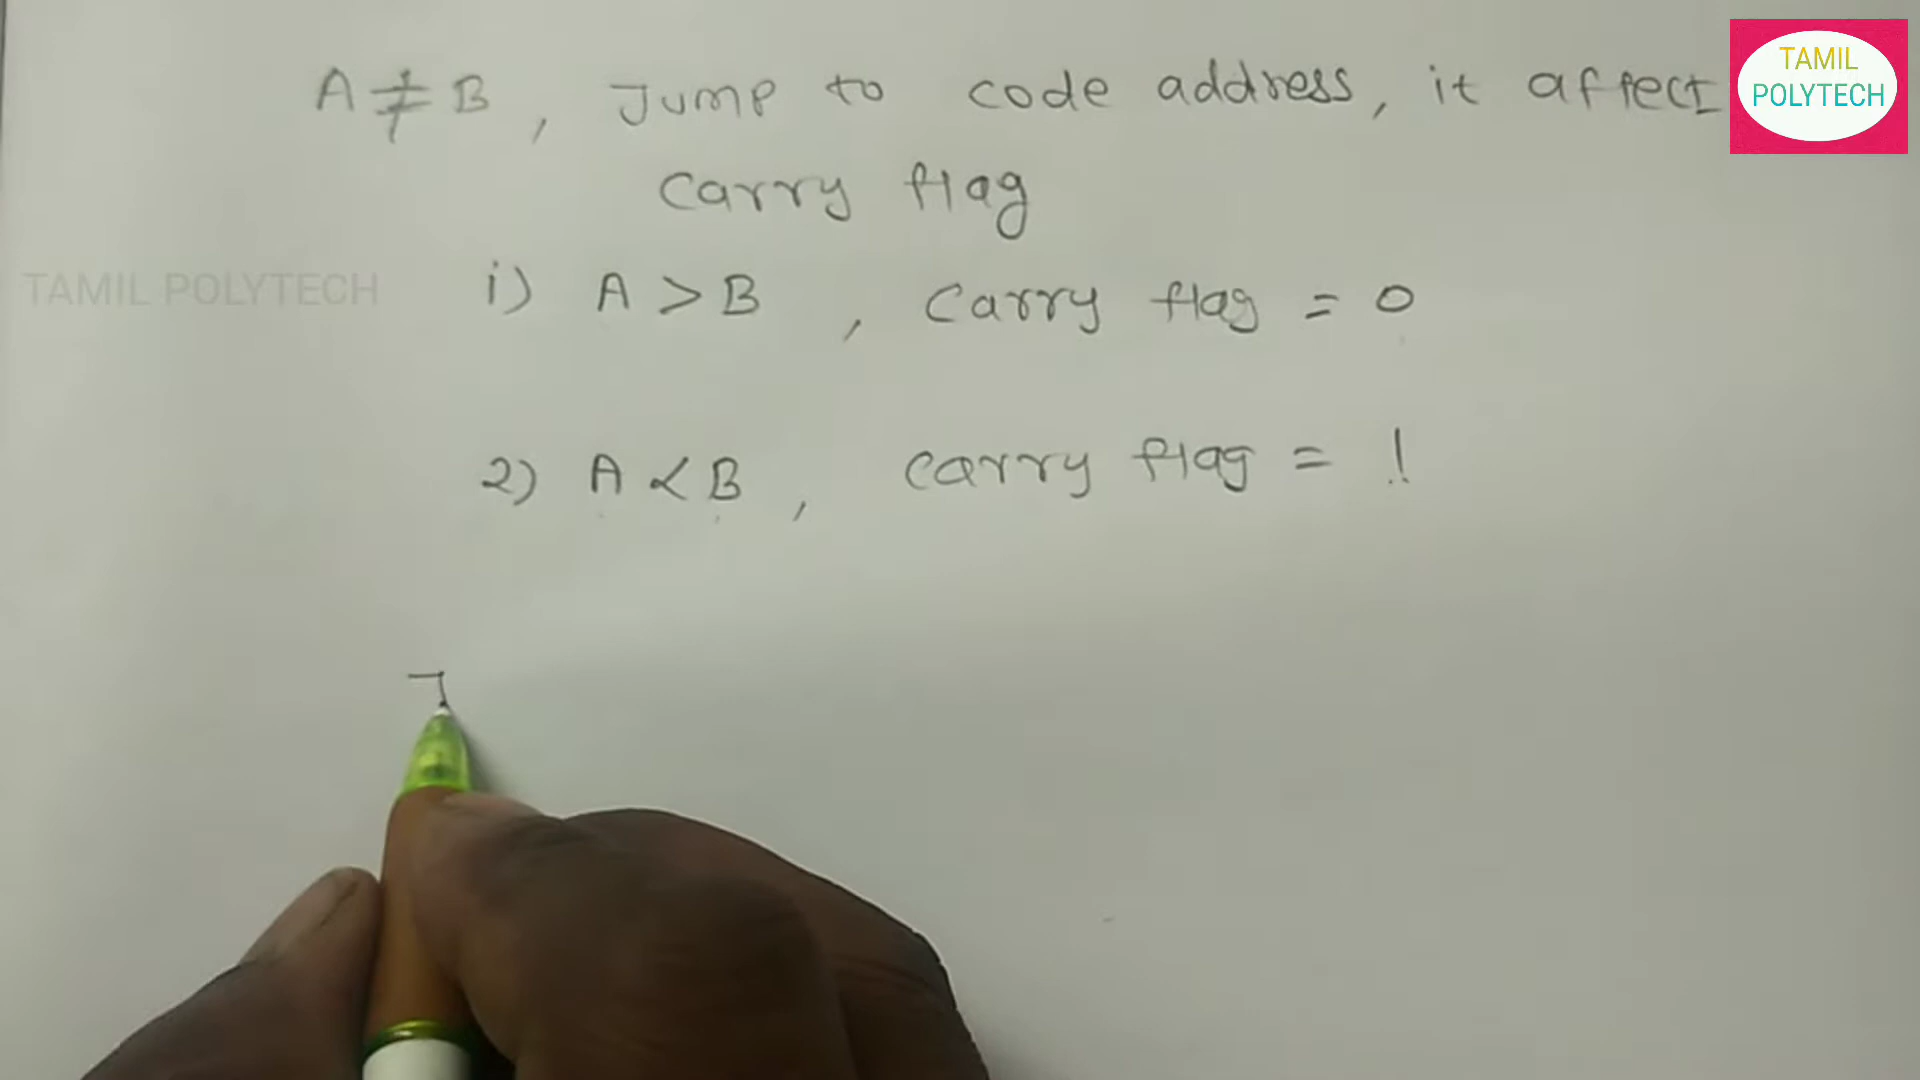 A ≠ B, Jump to code address, it affect
carry flag
i) A > B, carry flag = 0
2) A < B, carry flag = 1
TAMIL
POLYTECH
TAMIL POLYTECH